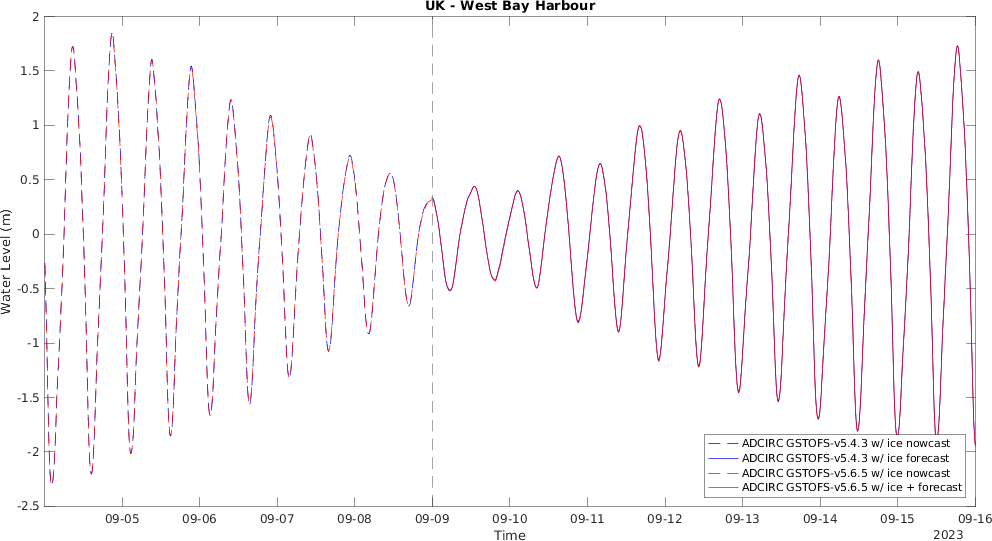 UK - West Bay Harbour
2
1.5
1
0.5
0
-0.5
-1
-1.5
-2
-2.5
Water Level (m)
ADCIRC GSTOFS-v5.4.3 w/ ice nowcast
ADCIRC GSTOFS-v5.4.3 w/ ice forecast
ADCIRC GSTOFS-v5.6.5 w/ ice nowcast
ADCIRC GSTOFS-v5.6.5 w/ ice + forecast
09-05 09-06 09-07 09-08 09-09 09-10 09-11 09-12 09-13 09-14 09-15 09-16
Time
2023